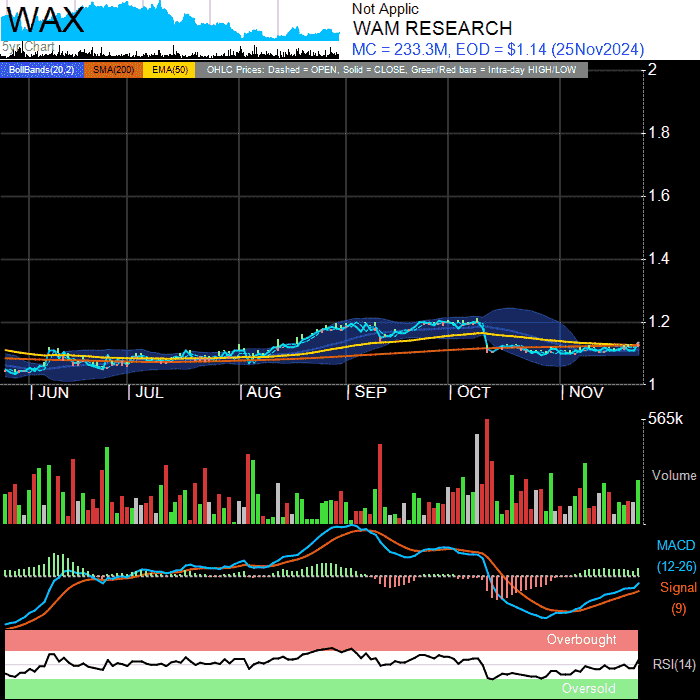 WAX
5yr Chart
Not Applic
WAM RESEARCH
MC = 233.3M, EOD = $1.14 (25Nov2024)
BollBands(20,2) SMA(200) EMA(50) OHLC Prices: Dashed = OPEN, Solid = CLOSE, Green/Red bars = Intra-day HIGH/LOW
2
1.8
1.6
1.4
1.2
1
| JUN | JUL | AUG | SEP | OCT | NOV
565k
Volume
MACD
(12-26)
Signal
(9)
Overbought
RSI(14)
Oversold